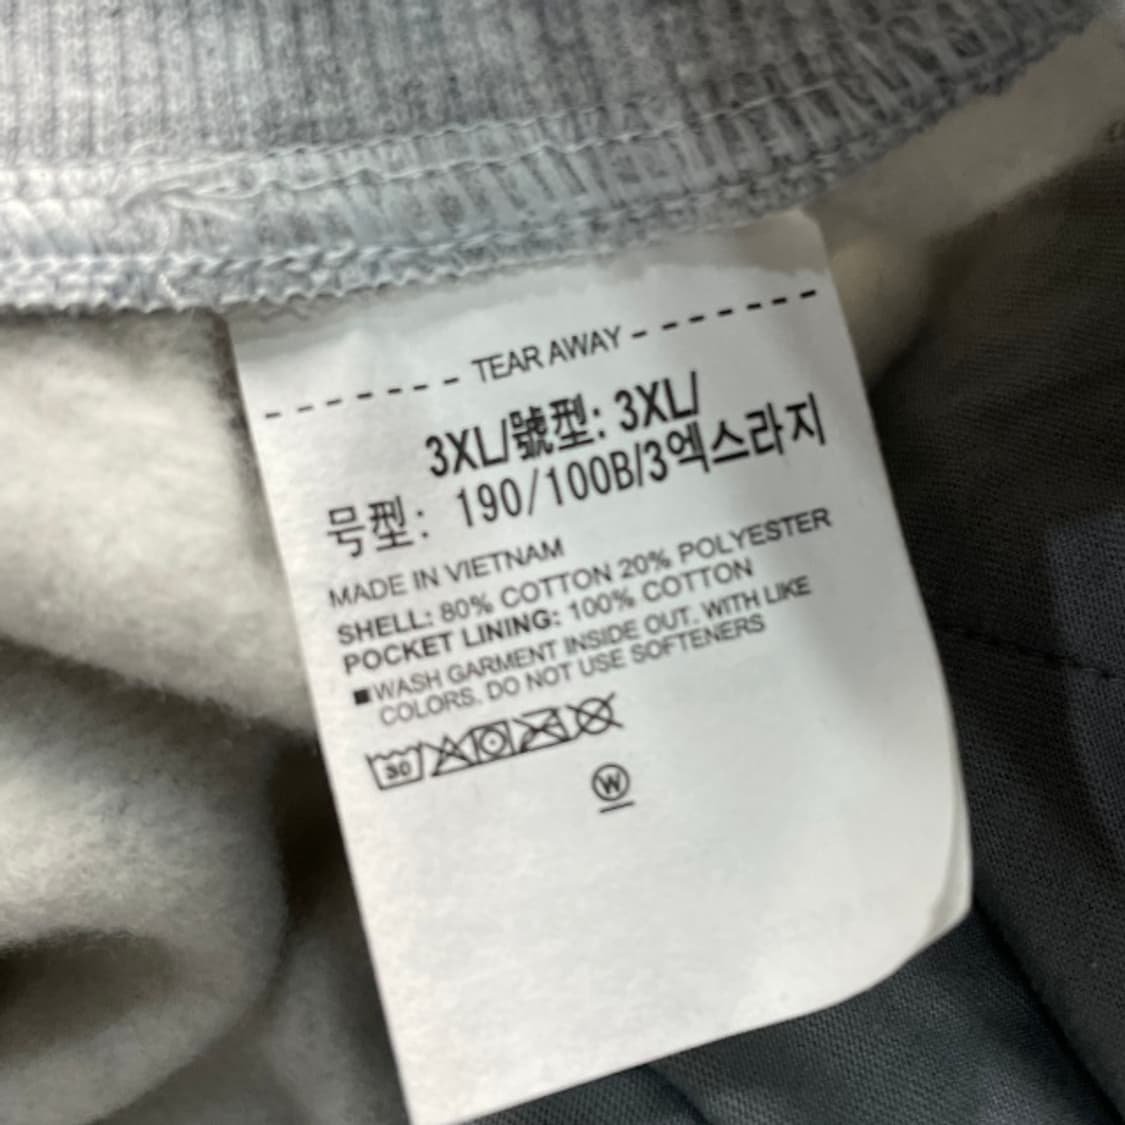 TEAR AWAY
3XL/號型: 3XL/
号型: 190/100B/3엑스라지
MADE IN VIETNAM
SHELL: 80% COTTON 20% POLYESTER
POCKET LINING: 100% COTTON
■WASH GARMENT INSIDE OUT. WITH LIKE
COLORS. DO NOT USE SOFTENERS
30
W